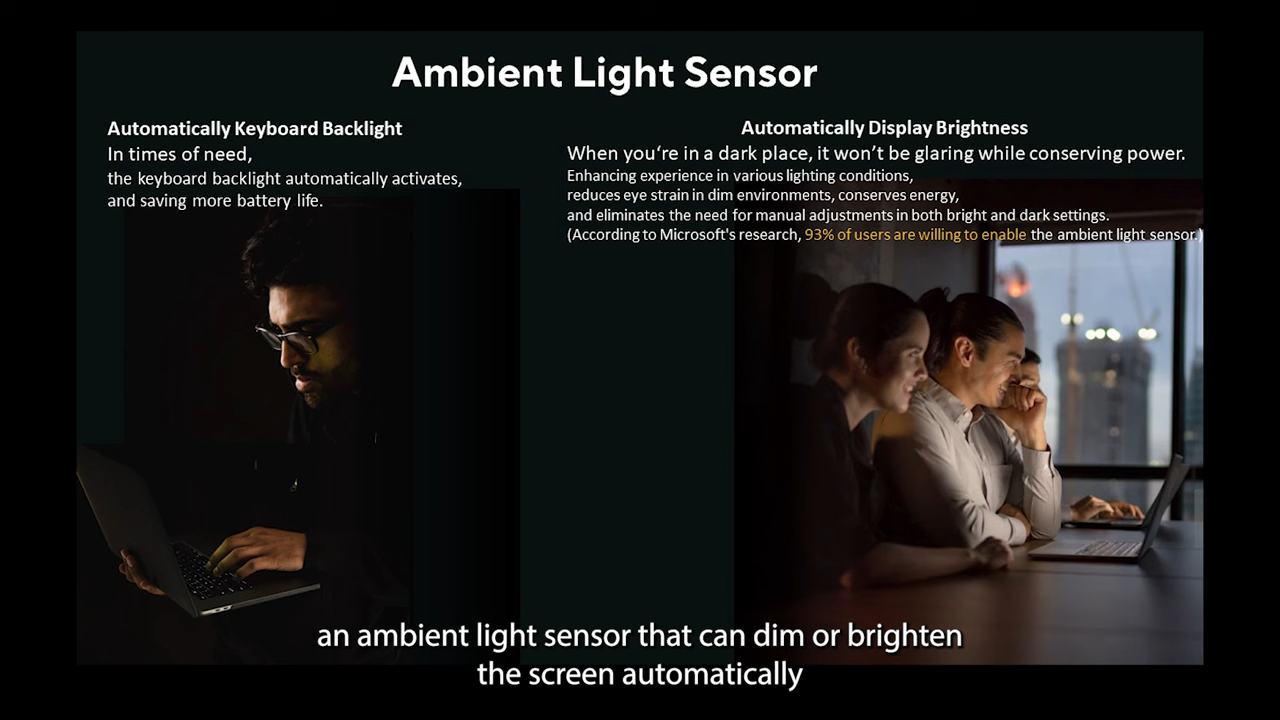 Ambient Light Sensor
Automatically Keyboard Backlight
In times of need,
the keyboard backlight automatically activates,
and saving more battery life.
Automatically Display Brightness
When you‘re in a dark place, it won’t be glaring while conserving power.
Enhancing experience in various lighting conditions,
reduces eye strain in dim environments, conserves energy,
and eliminates the need for manual adjustments in both bright and dark settings.
(According to Microsoft's research, 93% of users are willing to enable the ambient light sensor.)
an ambient light sensor that can dim or brighten
the screen automatically